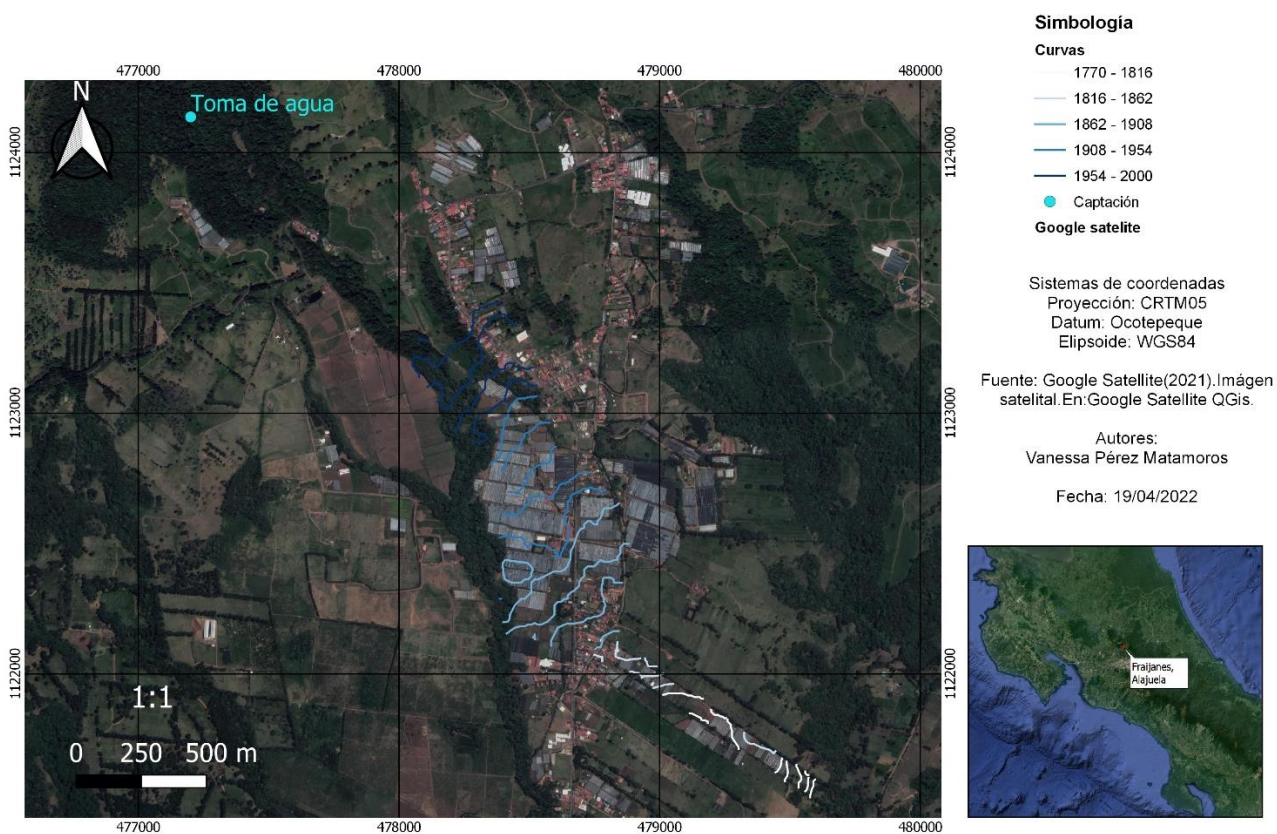 477000
478000
479000
480000
N
Toma de agua
1124000
1124000
1123000
1123000
1122000
1122000
1:1
0 250 500 m
477000
478000
479000
480000
Simbología
Curvas
1770 - 1816
1816 - 1862
1862 - 1908
1908 - 1954
1954 - 2000
Captación
Google satelite
Sistemas de coordenadas
Proyección: CRTM05
Datum: Ocotepeque
Elipsoide: WGS84
Fuente: Google Satellite(2021).Imágen
satelital.En:Google Satellite QGis.
Autores:
Vanessa Pérez Matamoros
Fecha: 19/04/2022
Fraijanes,
Alajuela